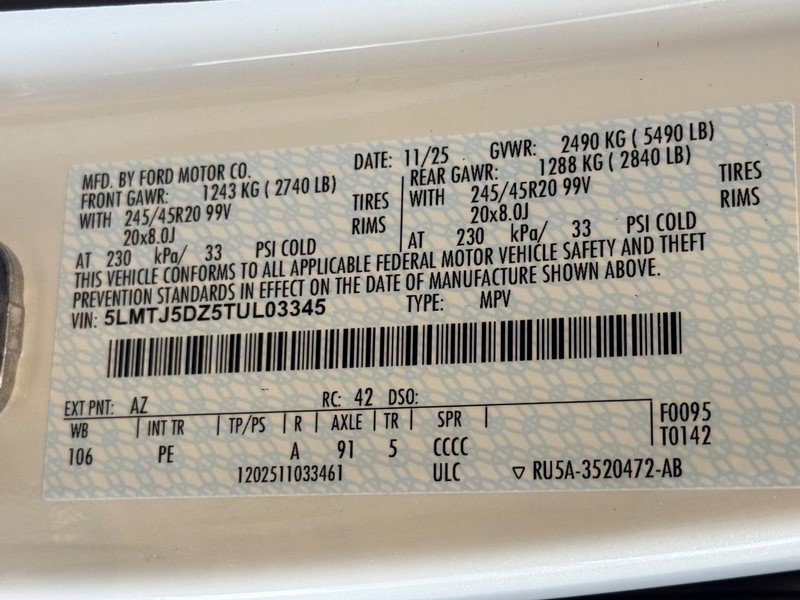 MFD. BY FORD MOTOR CO. DATE: 11/25 GVWR: 2490 KG ( 5490 LB)
FRONT GAWR: 1243 KG ( 2740 LB) REAR GAWR: 1288 KG ( 2840 LB)
WITH 245/45R20 99V TIRES WITH 245/45R20 99V TIRES
20x8.0J RIMS 20x8.0J RIMS
AT 230 kPa/ 33 PSI COLD AT 230 kPa/ 33 PSI COLD
THIS VEHICLE CONFORMS TO ALL APPLICABLE FEDERAL MOTOR VEHICLE SAFETY AND THEFT
PREVENTION STANDARDS IN EFFECT ON THE DATE OF MANUFACTURE SHOWN ABOVE.
VIN: 5LMTJ5DZ5TUL03345 TYPE: MPV
EXT PNT: AZ RC: 42 DSO:
WB INT TR TP/PS R AXLE TR SPR F0095
106 PE A 91 5 CCCC T0142
1202511033461 ULC ▽ RU5A-3520472-AB